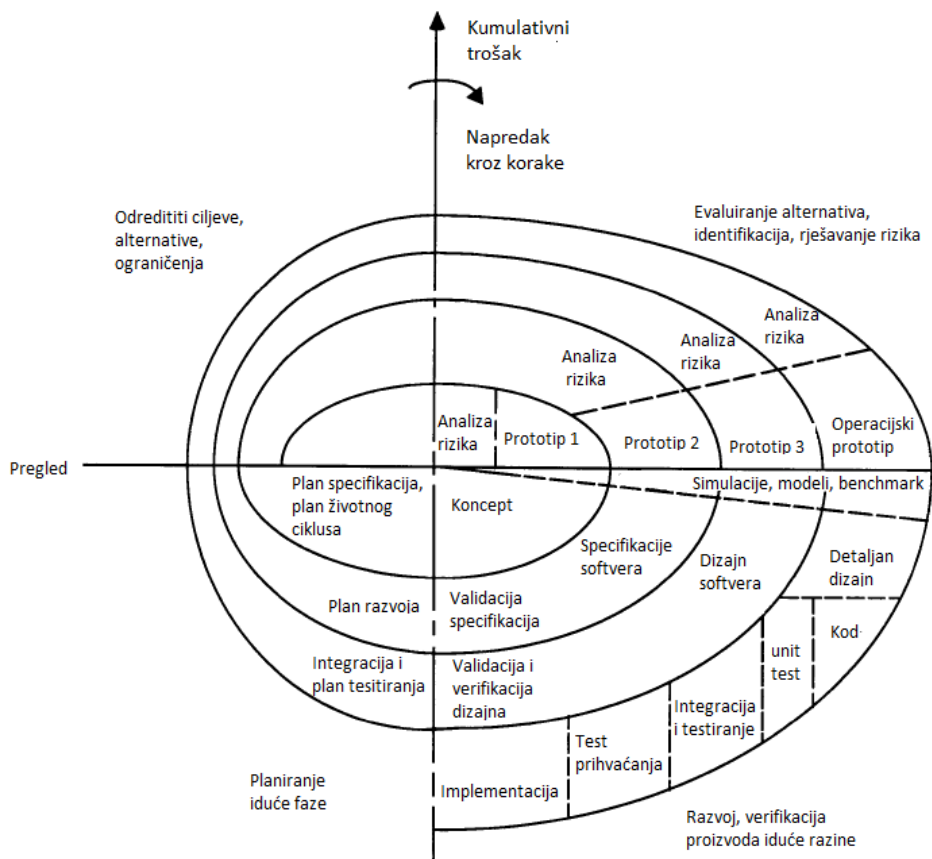 Kumulativni
trošak
Napredak
kroz korake
Odredititi ciljeve,
alternative,
ograničenja
Evaluiranje alternativa,
identifikacija, rješavanje rizika
Analiza
rizika
Analiza
rizika
Analiza
rizika
Analiza
rizika
Prototip 1
Prototip 2
Prototip 3
Operacijski
prototip
Pregled
Simulacije, modeli, benchmark
Plan specifikacija,
plan životnog
ciklusa
Koncept
Specifikacije
softvera
Dizajn
softvera
Detaljan
dizajn
Plan razvoja
Validacija
specifikacija
Kod
unit
test
Integracija i
plan tesitiranja
Validacija i
verifikacija
dizajna
Integracija
i testiranje
Test
prihvaćanja
Implementacija
Planiranje
iduće faze
Razvoj, verifikacija
proizvoda iduće razine